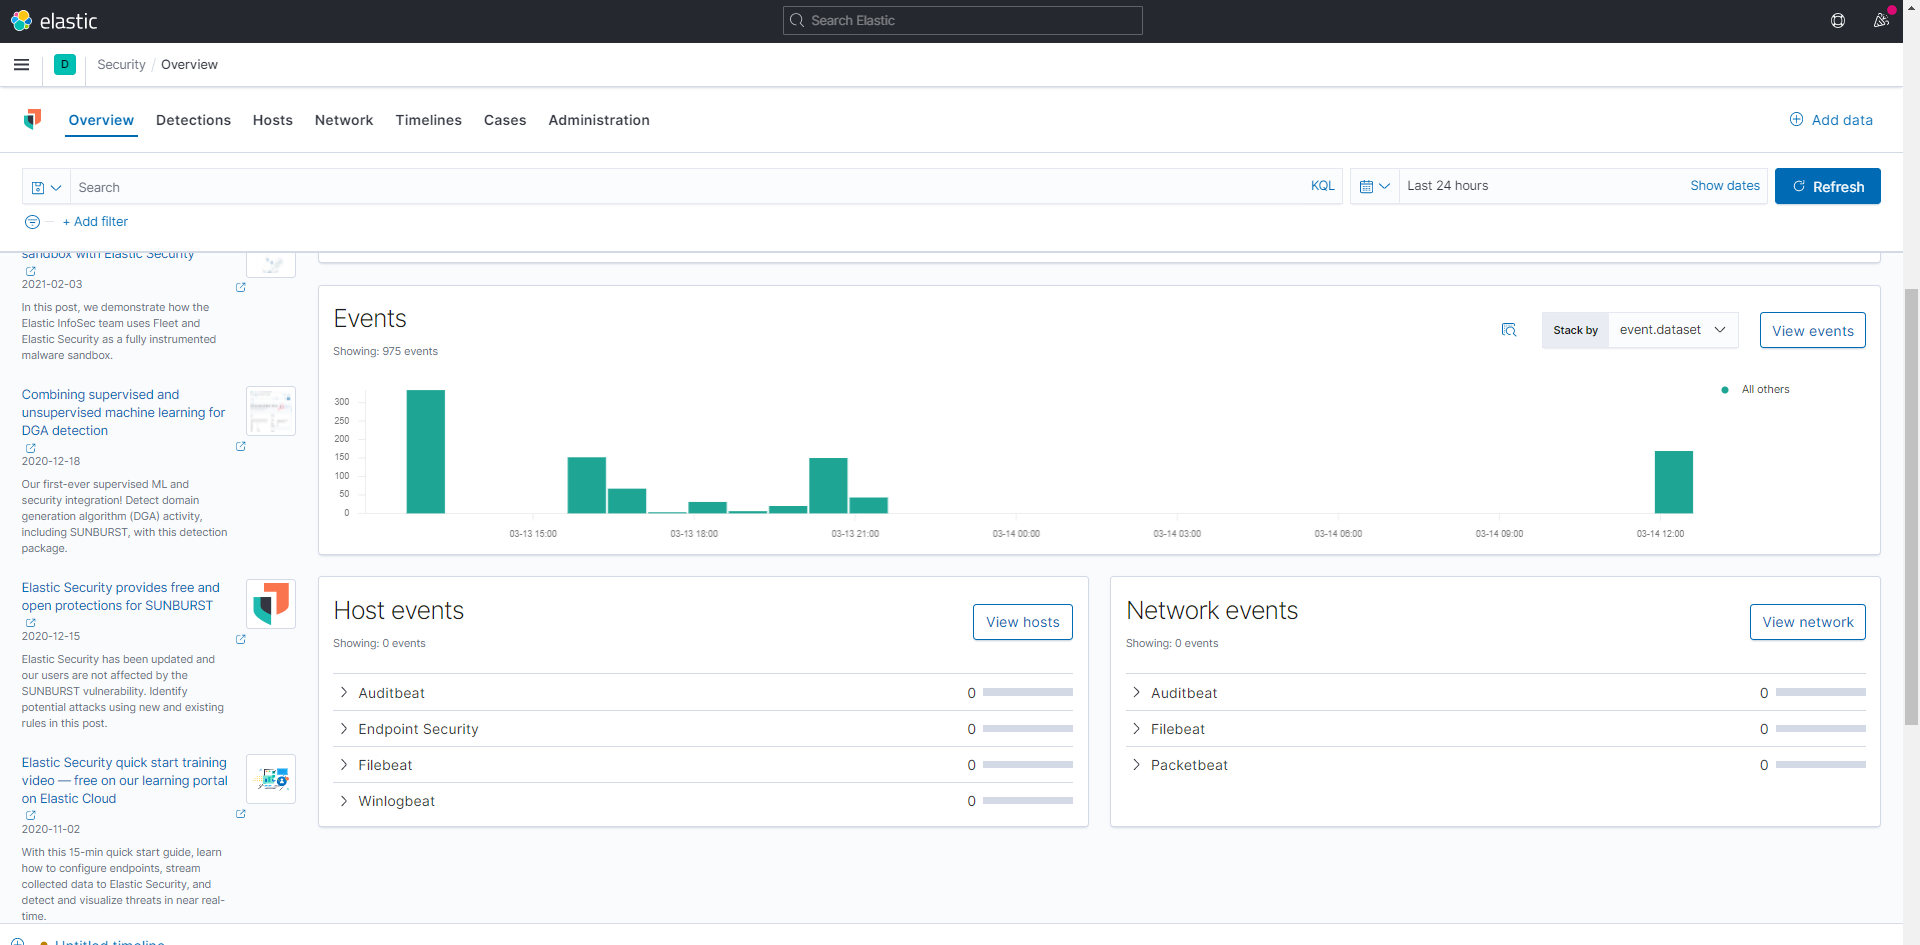 elastic
Search Elastic
D
Security / Overview
Overview
Detections
Hosts
Network
Timelines
Cases
Administration
Add data
Search
KQL
Last 24 hours
Show dates
Refresh
+ Add filter
sandbox with Elastic Security
2021-02-03
In this post, we demonstrate how the
Elastic InfoSec team uses Fleet and
Elastic Security as a fully instrumented
malware sandbox.
Combining supervised and
unsupervised machine learning for
DGA detection
2020-12-18
Our first-ever supervised ML and
security integration! Detect domain
generation algorithm (DGA) activity,
including SUNBURST, with this detection
package.
Elastic Security provides free and
open protections for SUNBURST
2020-12-15
Elastic Security has been updated and
our users are not affected by the
SUNBURST vulnerability. Identify
potential attacks using new and existing
rules in this post.
Elastic Security quick start training
video — free on our learning portal
on Elastic Cloud
2020-11-02
With this 15-min quick start guide, learn
how to configure endpoints, stream
collected data to Elastic Security, and
detect and visualize threats in near real-
time.
Events
Showing: 975 events
Stack by
event.dataset
View events
All others
300
250
200
150
100
50
0
03-13 15:00
03-13 18:00
03-13 21:00
03-14 00:00
03-14 03:00
03-14 06:00
03-14 09:00
03-14 12:00
Host events
Showing: 0 events
View hosts
Auditbeat 0
Endpoint Security 0
Filebeat 0
Winlogbeat 0
Network events
Showing: 0 events
View network
Auditbeat 0
Filebeat 0
Packetbeat 0
Untitled timeline